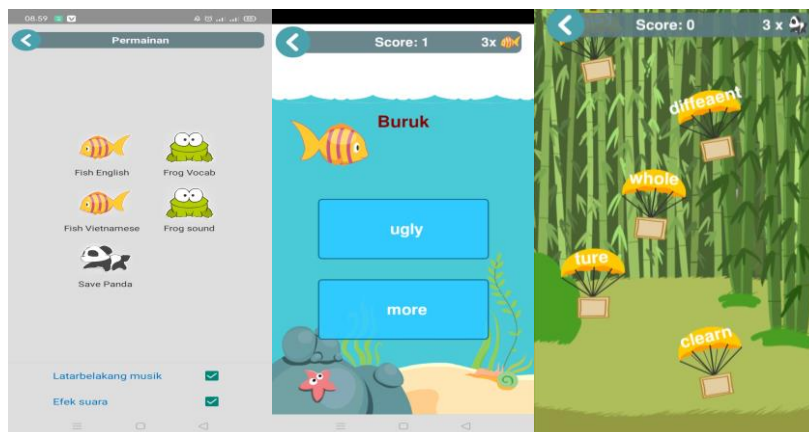 08.59
Permainan
Fish English
Frog Vocab
Fish Vietnamese
Frog sound
Save Panda
Latarbelakang musik
Efek suara
Score: 1
3x
Buruk
ugly
more
Score: 0
3 x
diffeaent
whole
ture
clearn